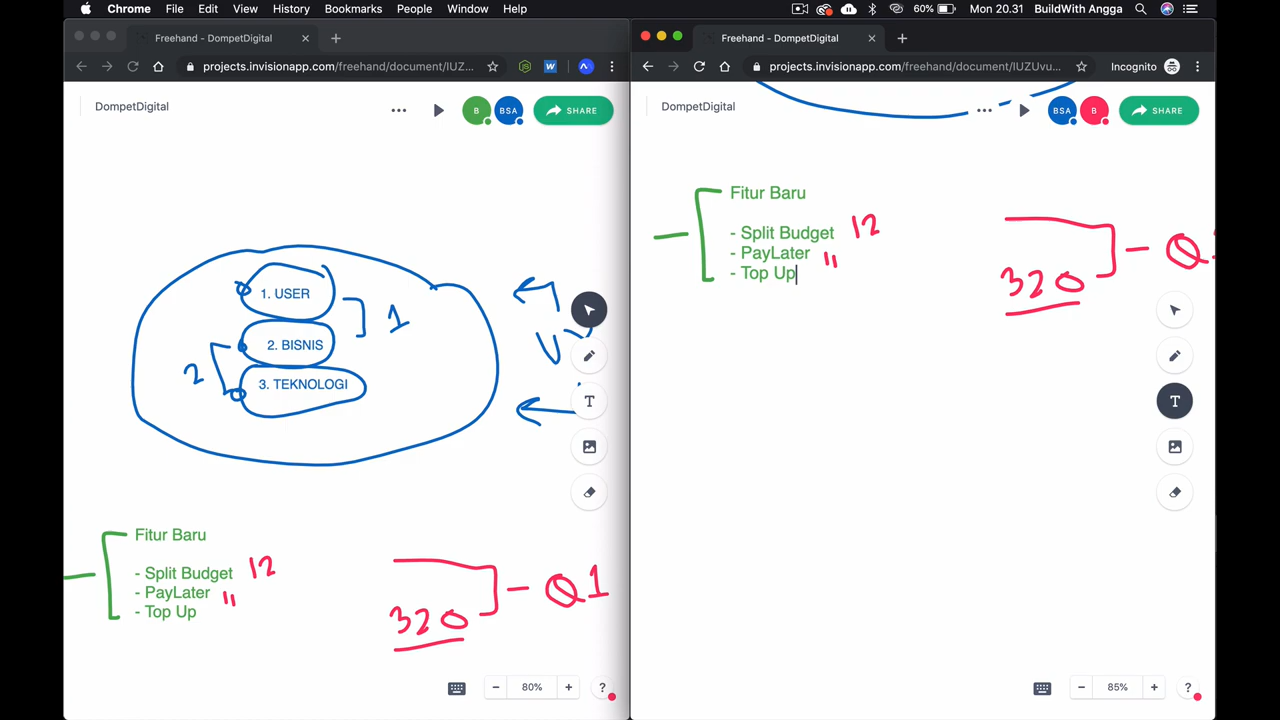 Chrome File Edit View History Bookmarks People Window Help 60% Mon 20.31 BuildWith Angga
Freehand - DompetDigital
projects.invisionapp.com/freehand/document/IUZ...
DompetDigital
B BSA SHARE
1. USER
2. BISNIS
3. TEKNOLOGI
1
2
T
Fitur Baru
- Split Budget 12
- PayLater 11
- Top Up
320
Q1
80%
?
Freehand - DompetDigital
projects.invisionapp.com/freehand/document/IUZUvu...
Incognito
DompetDigital
BSA B SHARE
Fitur Baru
- Split Budget 12
- PayLater 11
- Top Up
320
Q1
T
85%
?